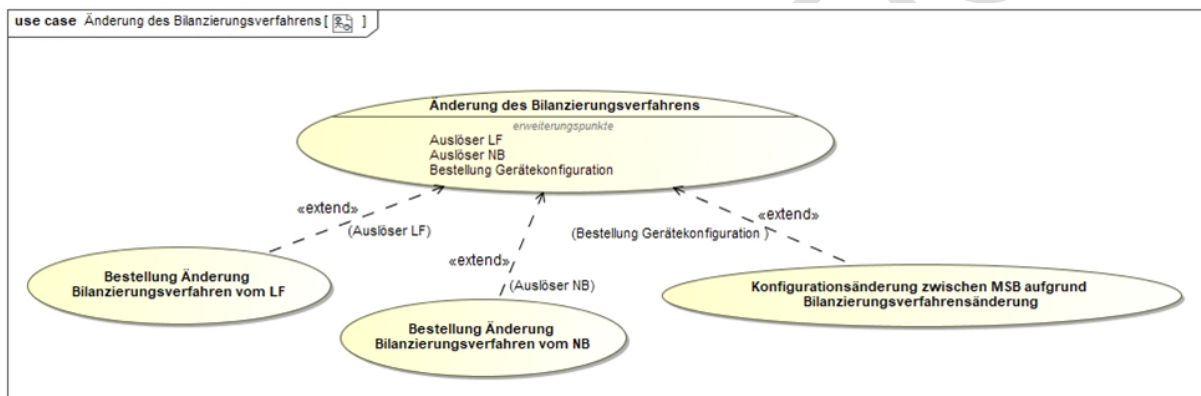 use case Änderung des Bilanzierungsverfahrens [ ]
Änderung des Bilanzierungsverfahrens
erweiterungspunkte
Auslöser LF
Auslöser NB
Bestellung Gerätekonfiguration
«extend»
(Auslöser LF)
«extend»
(Auslöser NB)
«extend»
(Bestellung Gerätekonfiguration )
Bestellung Änderung
Bilanzierungsverfahren vom LF
Bestellung Änderung
Bilanzierungsverfahren vom NB
Konfigurationsänderung zwischen MSB aufgrund
Bilanzierungsverfahrensänderung